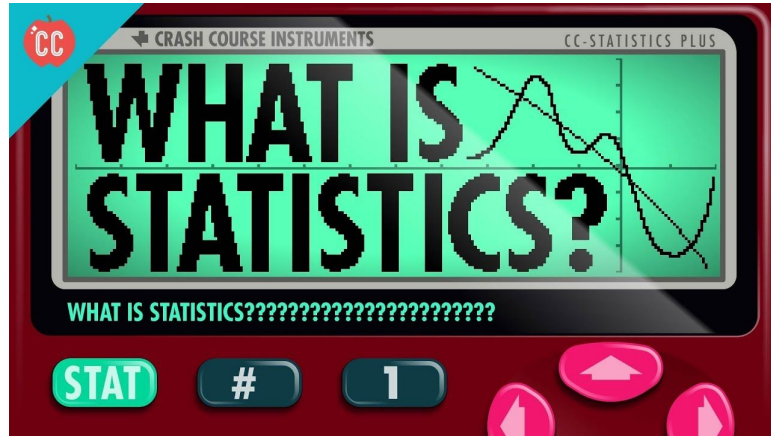 CC
CRASH COURSE INSTRUMENTS
CC-STATISTICS PLUS
WHAT IS
STATISTICS?
WHAT IS STATISTICS???????????????????????
STAT
#
1